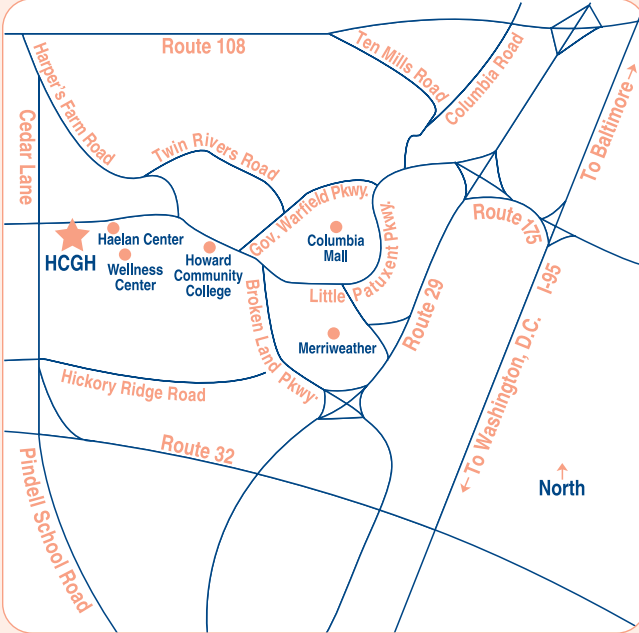 Route 108
Ten Mills Road
Columbia Road
Harper's Farm Road
To Baltimore →
Cedar Lane
Twin Rivers Road
Gov. Warfield Pkwy.
Route 175
Haelan Center
HCGH
Wellness
Center
Howard
Community
College
Columbia
Mall
Little Patuxent Pkwy.
I-95
Broken Land Pkwy.
Route 29
Merriweather
Hickory Ridge Road
← To Washington, D.C.
Route 32
Pindell School Road
↑
North